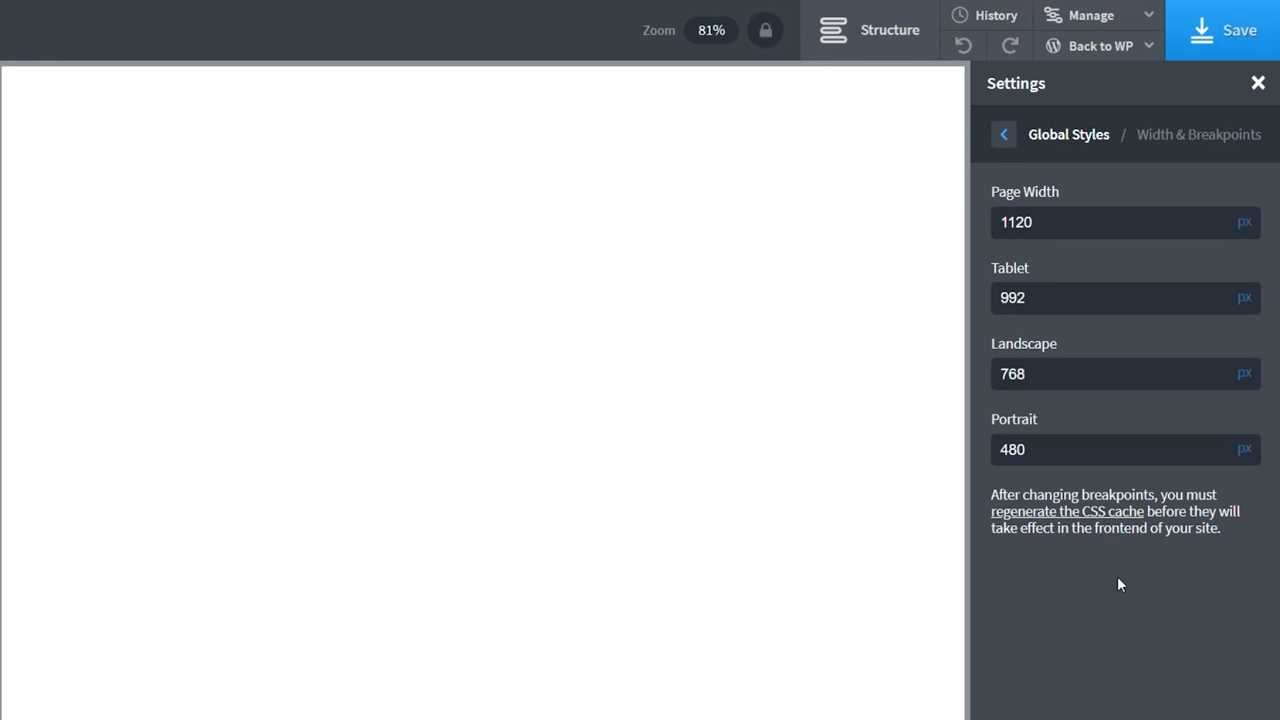 Zoom 81% Structure History Manage Save
Back to WP
Settings
Global Styles / Width & Breakpoints
Page Width
1120 px
Tablet
992 px
Landscape
768 px
Portrait
480 px
After changing breakpoints, you must
regenerate the CSS cache before they will
take effect in the frontend of your site.